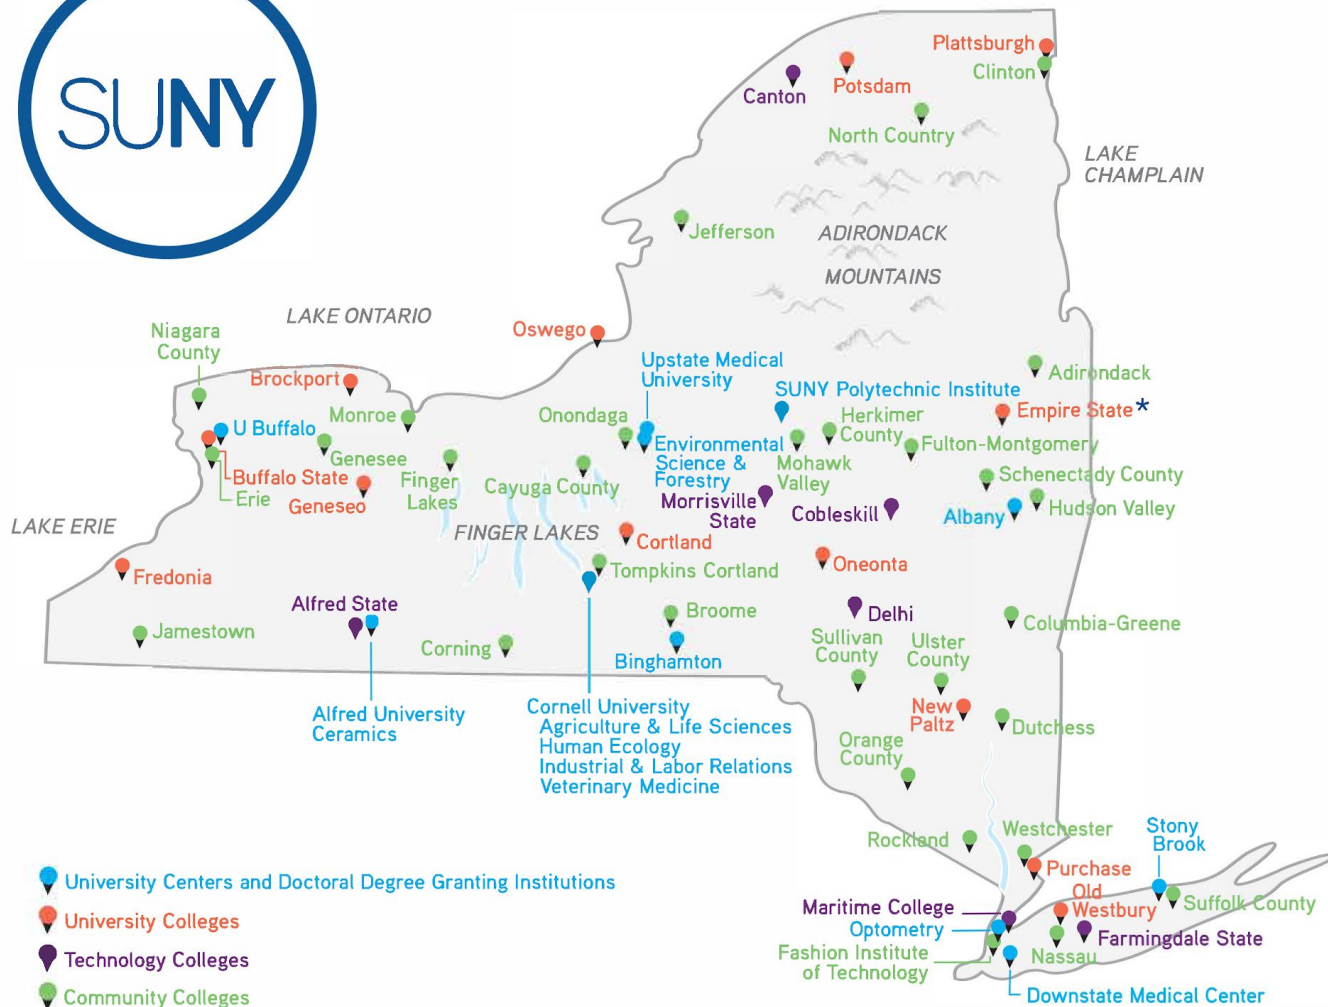 SUNY
Plattsburgh
Clinton
Potsdam
Canton
North Country
LAKE
CHAMPLAIN
Jefferson
ADIRONDACK
MOUNTAINS
LAKE ONTARIO
Oswego
Niagara
County
Brockport
Monroe
U Buffalo
Genesee
Buffalo State
Erie
Geneseo
Finger
Lakes
Onondaga
Cayuga County
Upstate Medical
University
Environmental
Science &
Forestry
SUNY Polytechnic Institute
Herkimer
County
Mohawk
Valley
Morrisville
State
Cobleskill
Adirondack
Empire State*
Fulton-Montgomery
Schenectady County
Hudson Valley
Albany
LAKE ERIE
FINGER LAKES
Cortland
Tompkins Cortland
Oneonta
Fredonia
Jamestown
Alfred State
Corning
Broome
Binghamton
Delhi
Sullivan
County
Ulster
County
Columbia-Greene
Alfred University
Ceramics
Cornell University
Agriculture & Life Sciences
Human Ecology
Industrial & Labor Relations
Veterinary Medicine
New
Paltz
Dutchess
Orange
County
Rockland
Westchester
Purchase
Old
Westbury
Stony
Brook
Suffolk County
Maritime College
Optometry
Fashion Institute
of Technology
Nassau
Farmingdale State
Downstate Medical Center
University Centers and Doctoral Degree Granting Institutions
University Colleges
Technology Colleges
Community Colleges